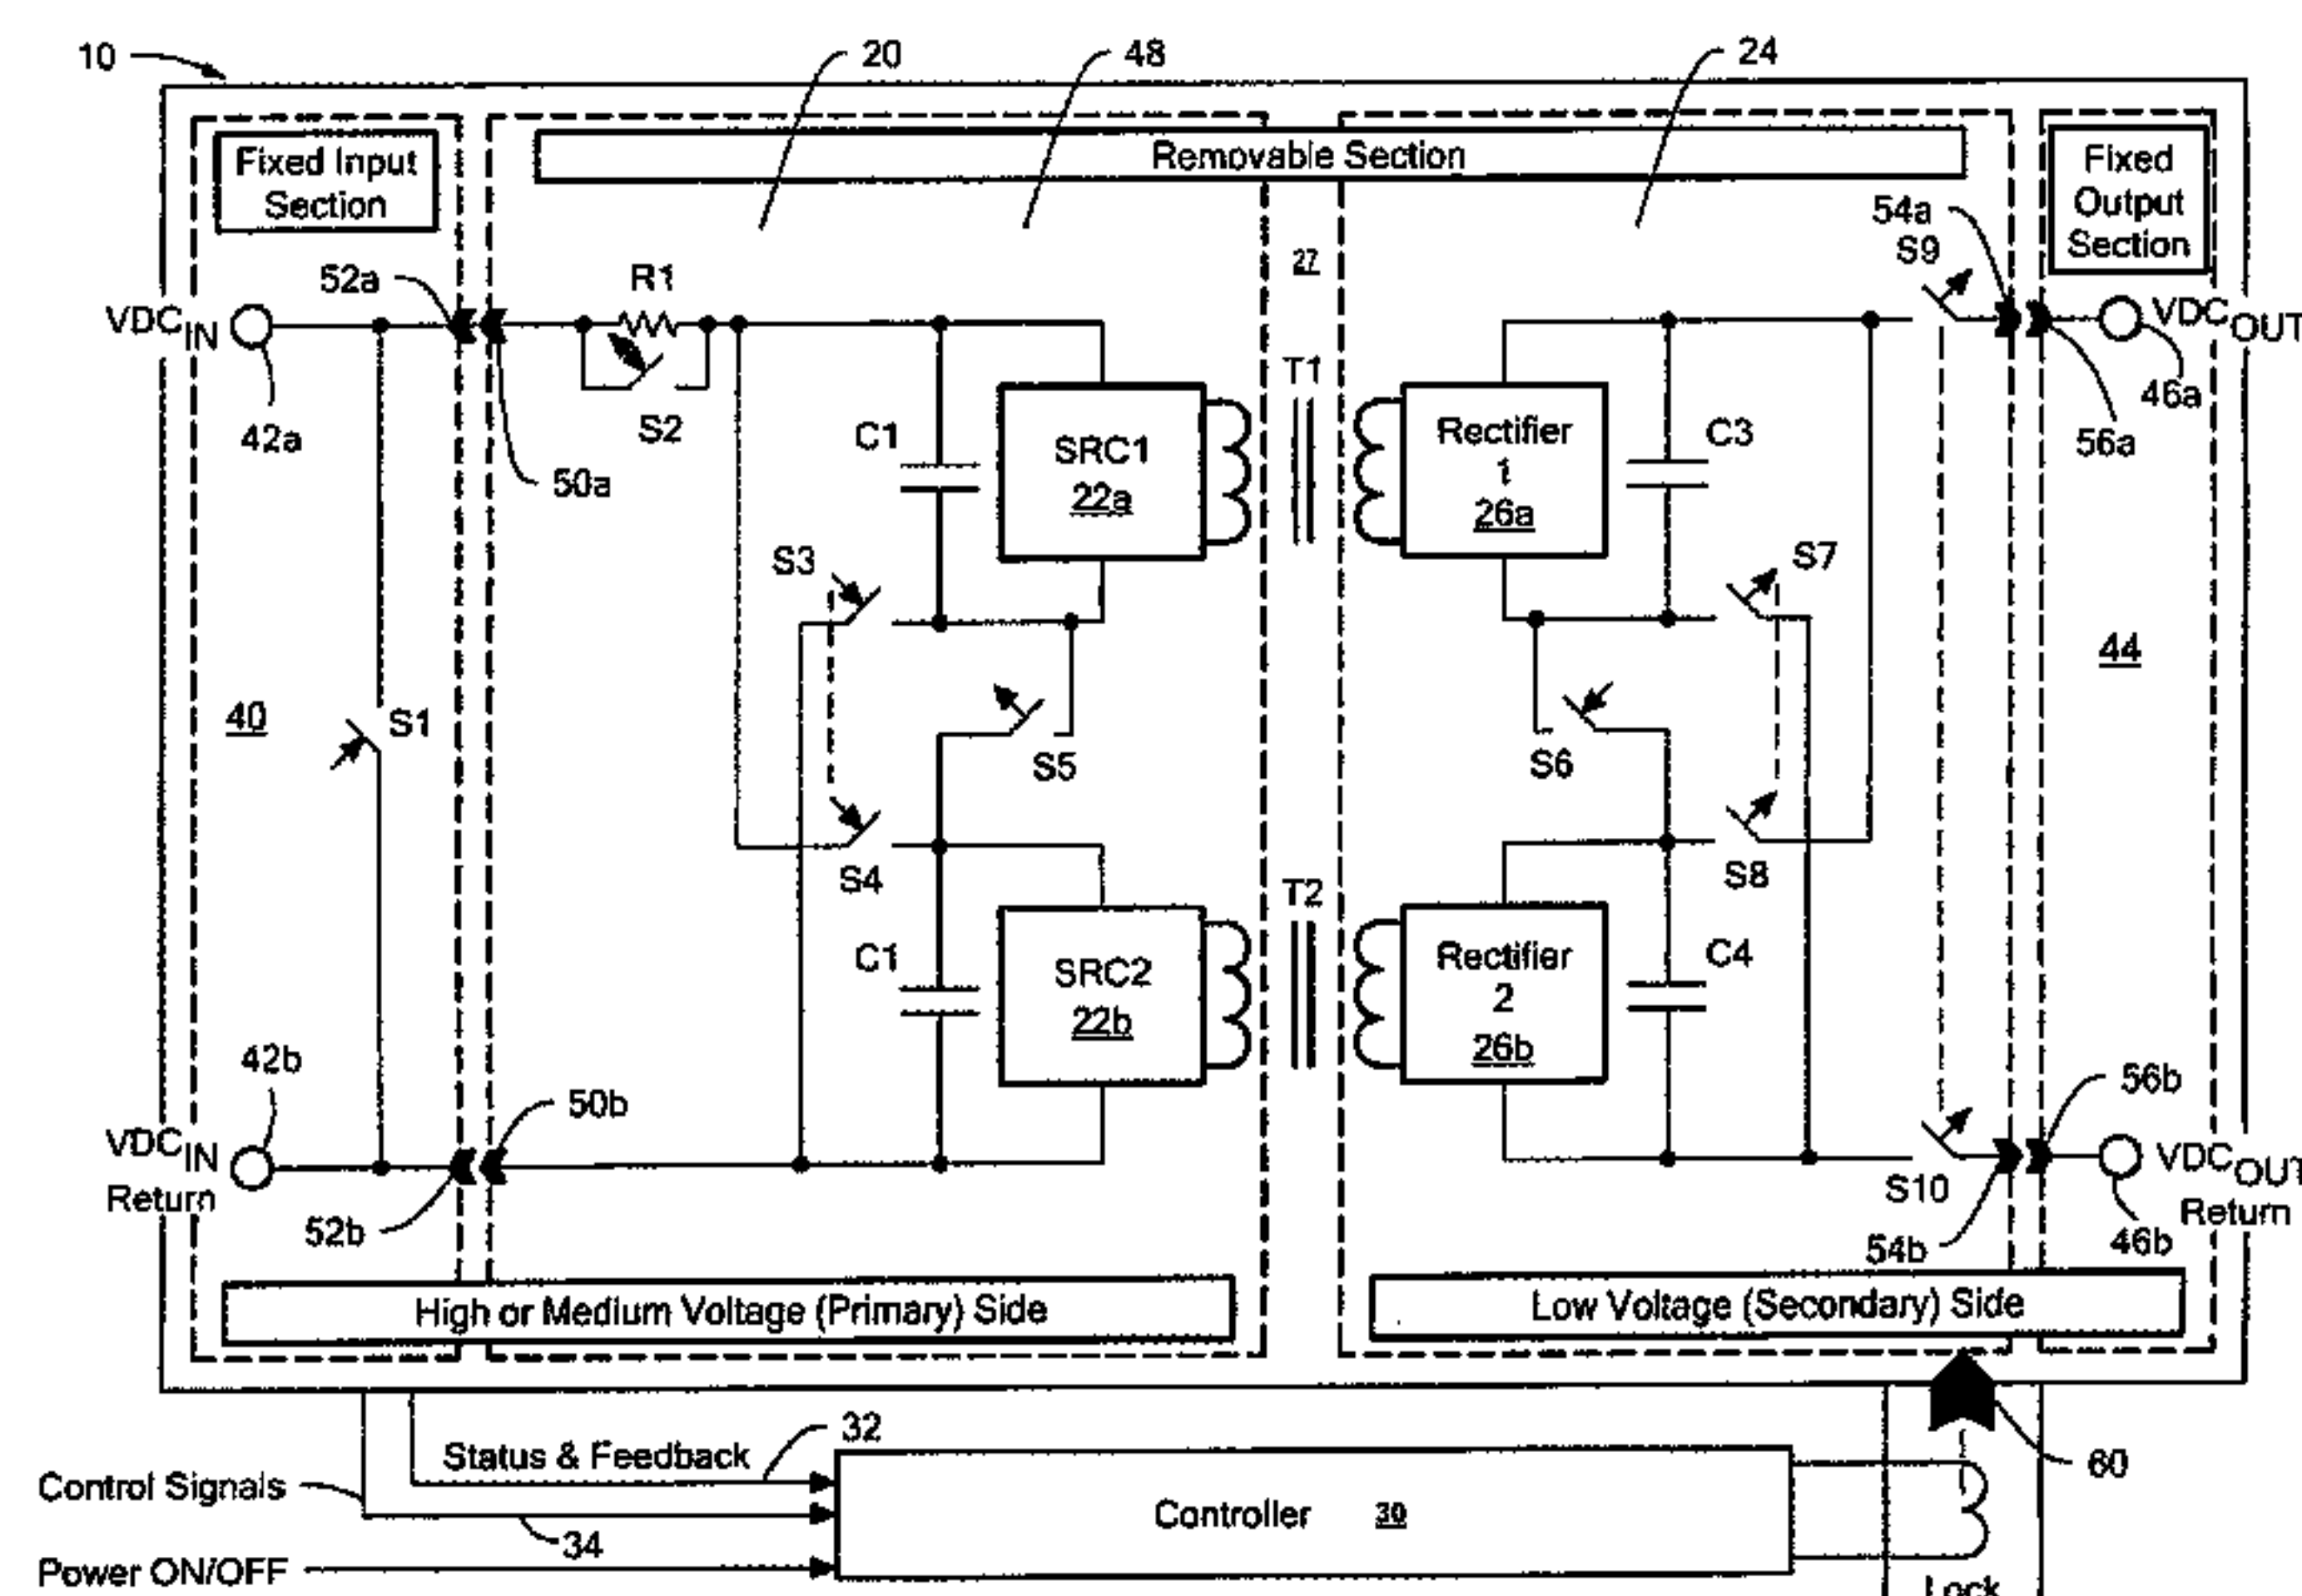 10
20
48
24
Fixed Input
Section
Removable Section
Fixed
Output
Section
54a
S9
27
52a
R1
VDCIN
VDCOUT
42a
S2
50a
T1
46a
56a
C1
SRC1
22a
Rectifier
1
26a
C3
S3
S7
40
S1
S5
S6
44
S4
T2
S8
C1
SRC2
22b
Rectifier
2
26b
C4
42b
50b
56b
VDCIN
Return
VDCOUT
Return
52b
S10
54b
46b
High or Medium Voltage (Primary) Side
Low Voltage (Secondary) Side
Status & Feedback
32
Control Signals
34
Controller 30
60
Power ON/OFF
Lock